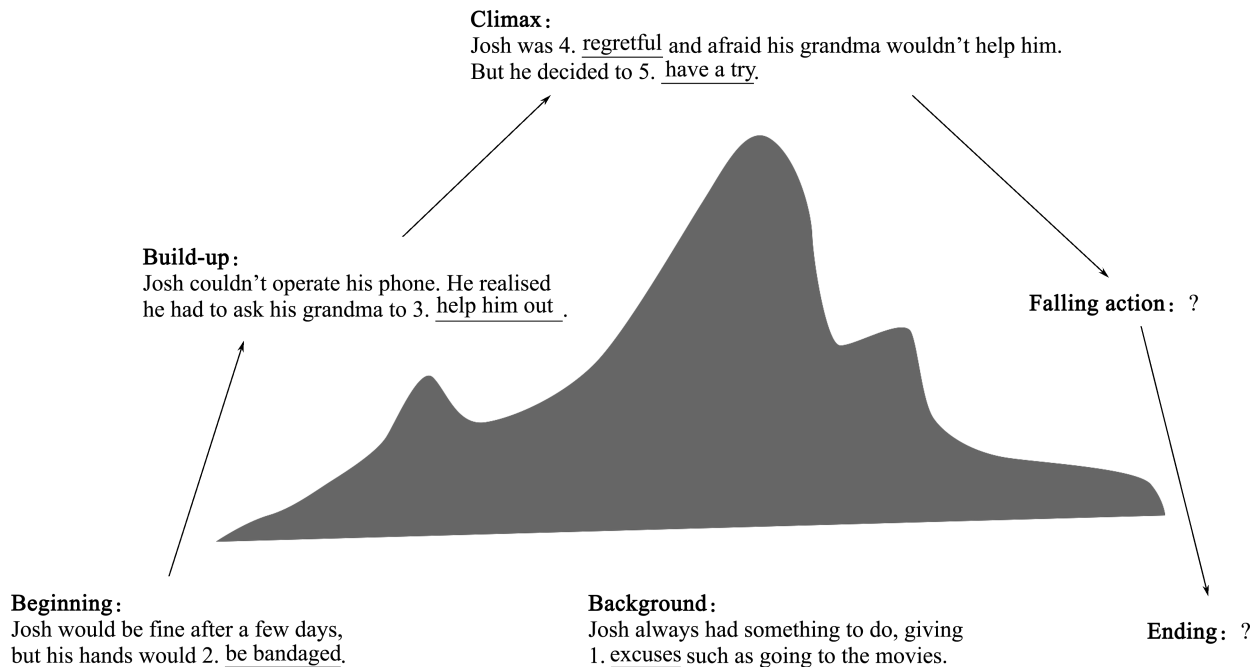 Climax:
Josh was 4. regretful and afraid his grandma wouldn't help him.
But he decided to 5. have a try.
Build-up:
Josh couldn't operate his phone. He realised
he had to ask his grandma to 3. help him out.
Falling action: ?
Beginning:
Josh would be fine after a few days,
but his hands would 2. be bandaged.
Background:
Josh always had something to do, giving
1. excuses such as going to the movies.
Ending: ?